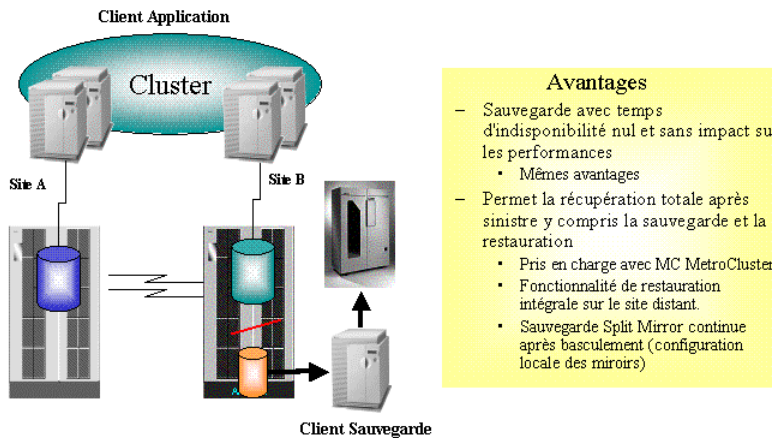 Client Application
Cluster
Site A
Site B
Client Sauvegarde
Avantages
– Sauvegarde avec temps
d'indisponibilité nul et sans impact su
les performances
• Mêmes avantages
– Permet la récupération totale après
sinistre y compris la sauvegarde et la
restauration
• Pris en charge avec MC MetroCluster
• Fonctionnalité de restauration
intégrale sur le site distant.
• Sauvegarde Split Mirror continue
après basculement (configuration
locale des miroirs)